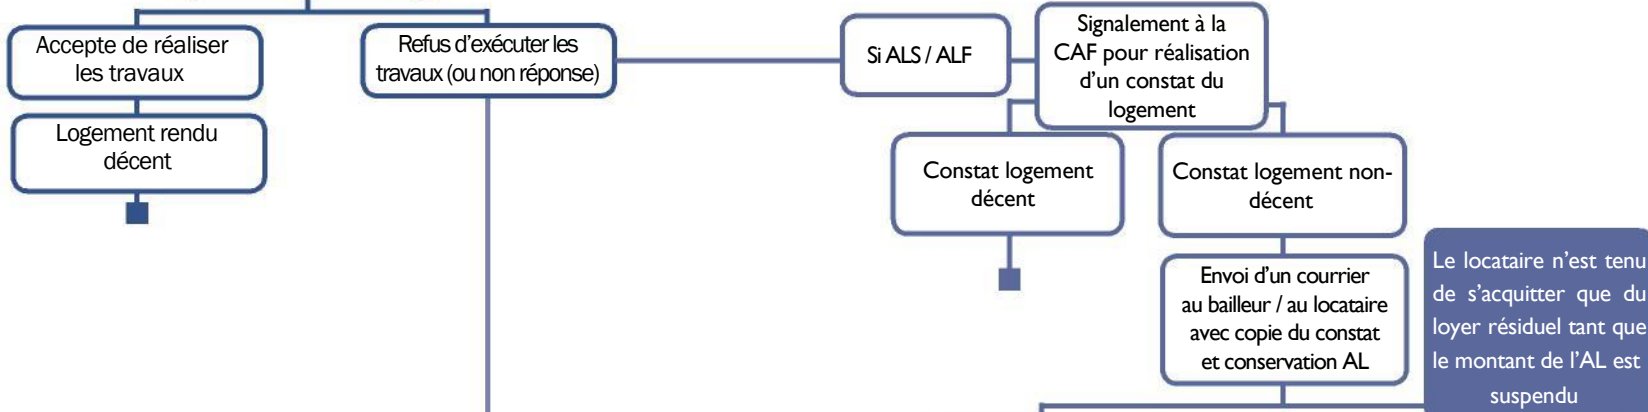 Accepte de réaliser
les travaux
Logement rendu
décent
Refus d’exécuter les
travaux (ou non réponse)
Si ALS / ALF
Signalement à la
CAF pour réalisation
d’un constat du
logement
Constat logement
décent
Constat logement non-
décent
Envoi d’un courrier
au bailleur / au locataire
avec copie du constat
et conservation AL
Le locataire n’est tenu
de s’acquitter que du
loyer résiduel tant que
le montant de l’AL est
suspendu